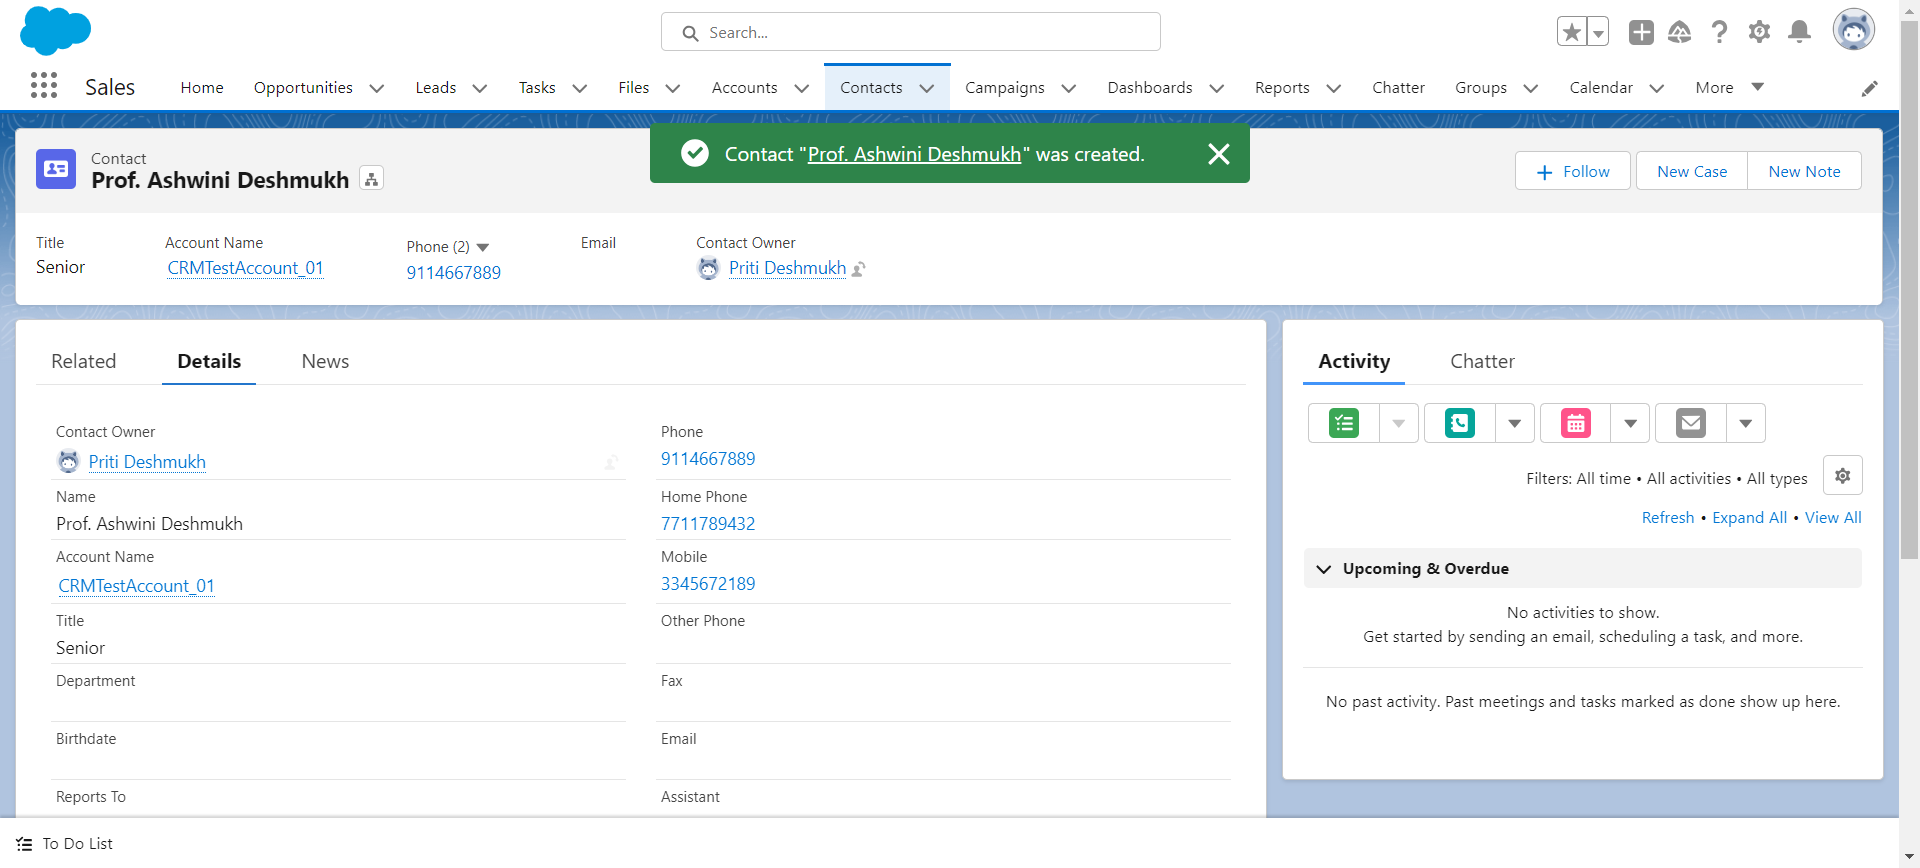 Search...
Sales
Home
Opportunities
Leads
Tasks
Files
Accounts
Contacts
Campaigns
Dashboards
Reports
Chatter
Groups
Calendar
More
Contact "Prof. Ashwini Deshmukh" was created.
Contact
Prof. Ashwini Deshmukh
Follow
New Case
New Note
Title
Senior
Account Name
CRMTestAccount_01
Phone (2)
9114667889
Email
Contact Owner
Priti Deshmukh
Related
Details
News
Contact Owner
Priti Deshmukh
Name
Prof. Ashwini Deshmukh
Account Name
CRMTestAccount_01
Title
Senior
Department
Birthdate
Reports To
Phone
9114667889
Home Phone
7711789432
Mobile
3345672189
Other Phone
Fax
Email
Assistant
Activity
Chatter
Filters: All time • All activities • All types
Refresh • Expand All • View All
Upcoming & Overdue
No activities to show.
Get started by sending an email, scheduling a task, and more.
No past activity. Past meetings and tasks marked as done show up here.
To Do List